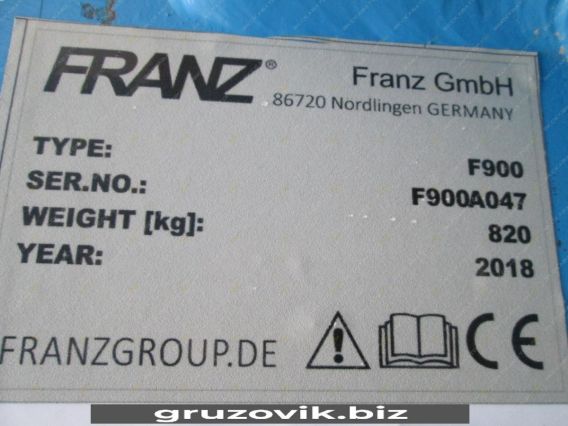 FRANZ® Franz GmbH
86720 Nordlingen GERMANY
TYPE: F900
SER.NO.: F900A047
WEIGHT [kg]: 820
YEAR: 2018
FRANZGROUP.DE CE
gruzovik.biz